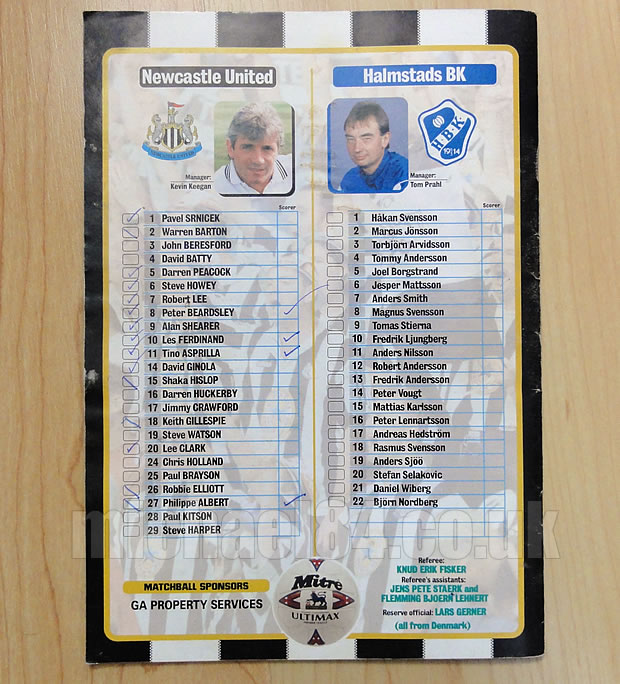 Newcastle United
Manager:
Kevin Keegan
Scorer
1 Pavel SRNICEK
2 Warren BARTON
3 John BERESFORD
4 David BATTY
5 Darren PEACOCK
6 Steve HOWEY
7 Robert LEE
8 Peter BEARDSLEY
9 Alan SHEARER
10 Les FERDINAND
11 Tino ASPRILLA
14 David GINOLA
15 Shaka HISLOP
16 Darren HUCKERBY
17 Jimmy CRAWFORD
18 Keith GILLESPIE
19 Steve WATSON
20 Lee CLARK
24 Chris HOLLAND
25 Paul BRAYSON
26 Robbie ELLIOTT
27 Philippe ALBERT
28 Paul KITSON
29 Steve HARPER
MATCHBALL SPONSORS
GA PROPERTY SERVICES
Mitre
ULTIMAX
Halmstads BK
HBK
1914
Manager:
Tom Prahl
Scorer
1 Håkan Svensson
2 Marcus Jönsson
3 Torbjörn Arvidsson
4 Tommy Andersson
5 Joel Borgstrand
6 Jesper Mattsson
7 Anders Smith
8 Magnus Svensson
9 Tomas Stierna
10 Fredrik Ljungberg
11 Anders Nilsson
12 Robert Andersson
13 Fredrik Andersson
14 Peter Vougt
15 Mattias Karlsson
16 Peter Lennartsson
17 Andreas Hedström
18 Rasmus Svensson
19 Anders Sjöö
20 Stefan Selakovic
21 Daniel Wiberg
22 Björn Nordberg
Referee:
KNUD ERIK FISKER
Referee's assistants:
JENS PETE STAERK and
FLEMMING BJOERN LEHNERT
Reserve official: LARS GERNER
(all from Denmark)
michael84.co.uk